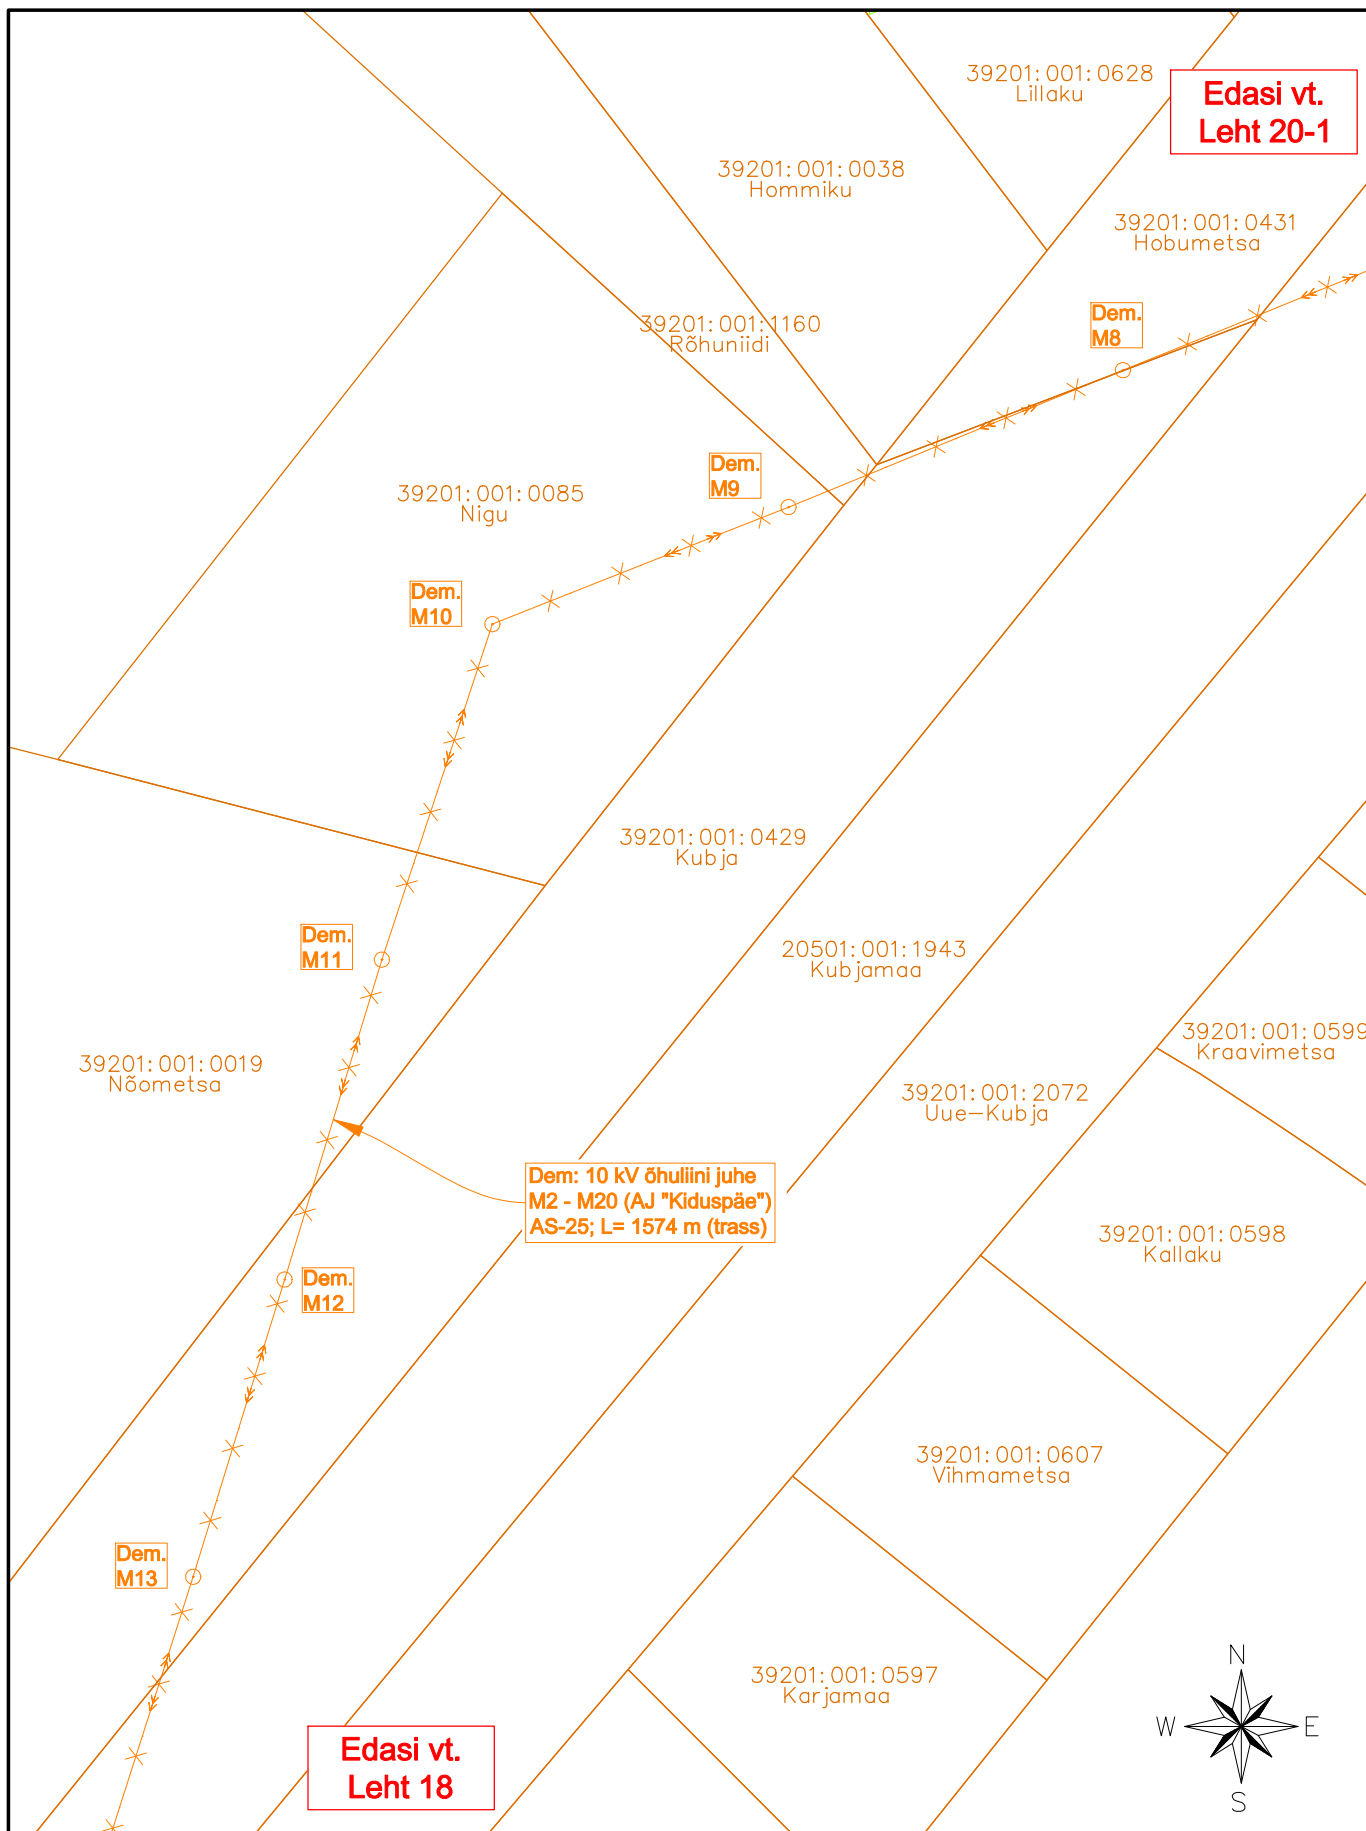 39201:001:0628
Lillaku
Edasi vt.
Leht 20-1
39201:001:0038
Hommiku
39201:001:0431
Hobumetsa
39201:001:1160
Rõhuniidi
Dem.
M8
Dem.
M9
39201:001:0085
Nigu
Dem.
M10
39201:001:0429
Kubja
Dem.
M11
20501:001:1943
Kubjamaa
39201:001:0599
Kraavimetsa
39201:001:0019
Nõometsa
39201:001:2072
Uue-Kubja
Dem: 10 kV õhuliini juhe
M2 - M20 (AJ "Kiduspäe")
AS-25; L= 1574 m (trass)
39201:001:0598
Kallaku
Dem.
M12
39201:001:0607
Vihmametsa
Dem.
M13
39201:001:0597
Karjamaa
N
W
E
S
Edasi vt.
Leht 18